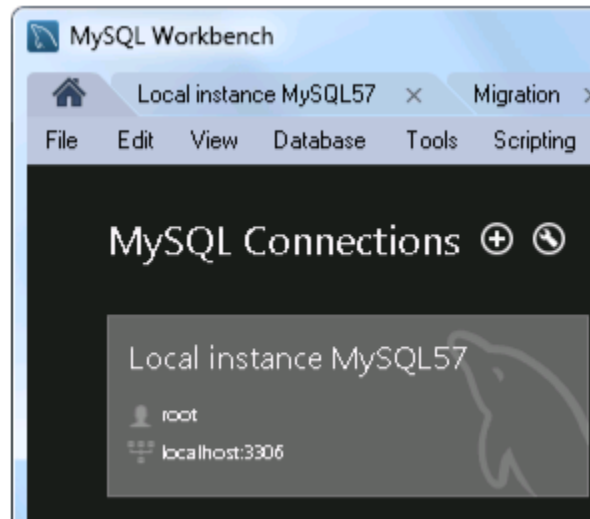 MySQL Workbench
Local instance MySQL57 × Migration ×
File Edit View Database Tools Scripting
MySQL Connections
Local instance MySQL57
root
localhost:3306